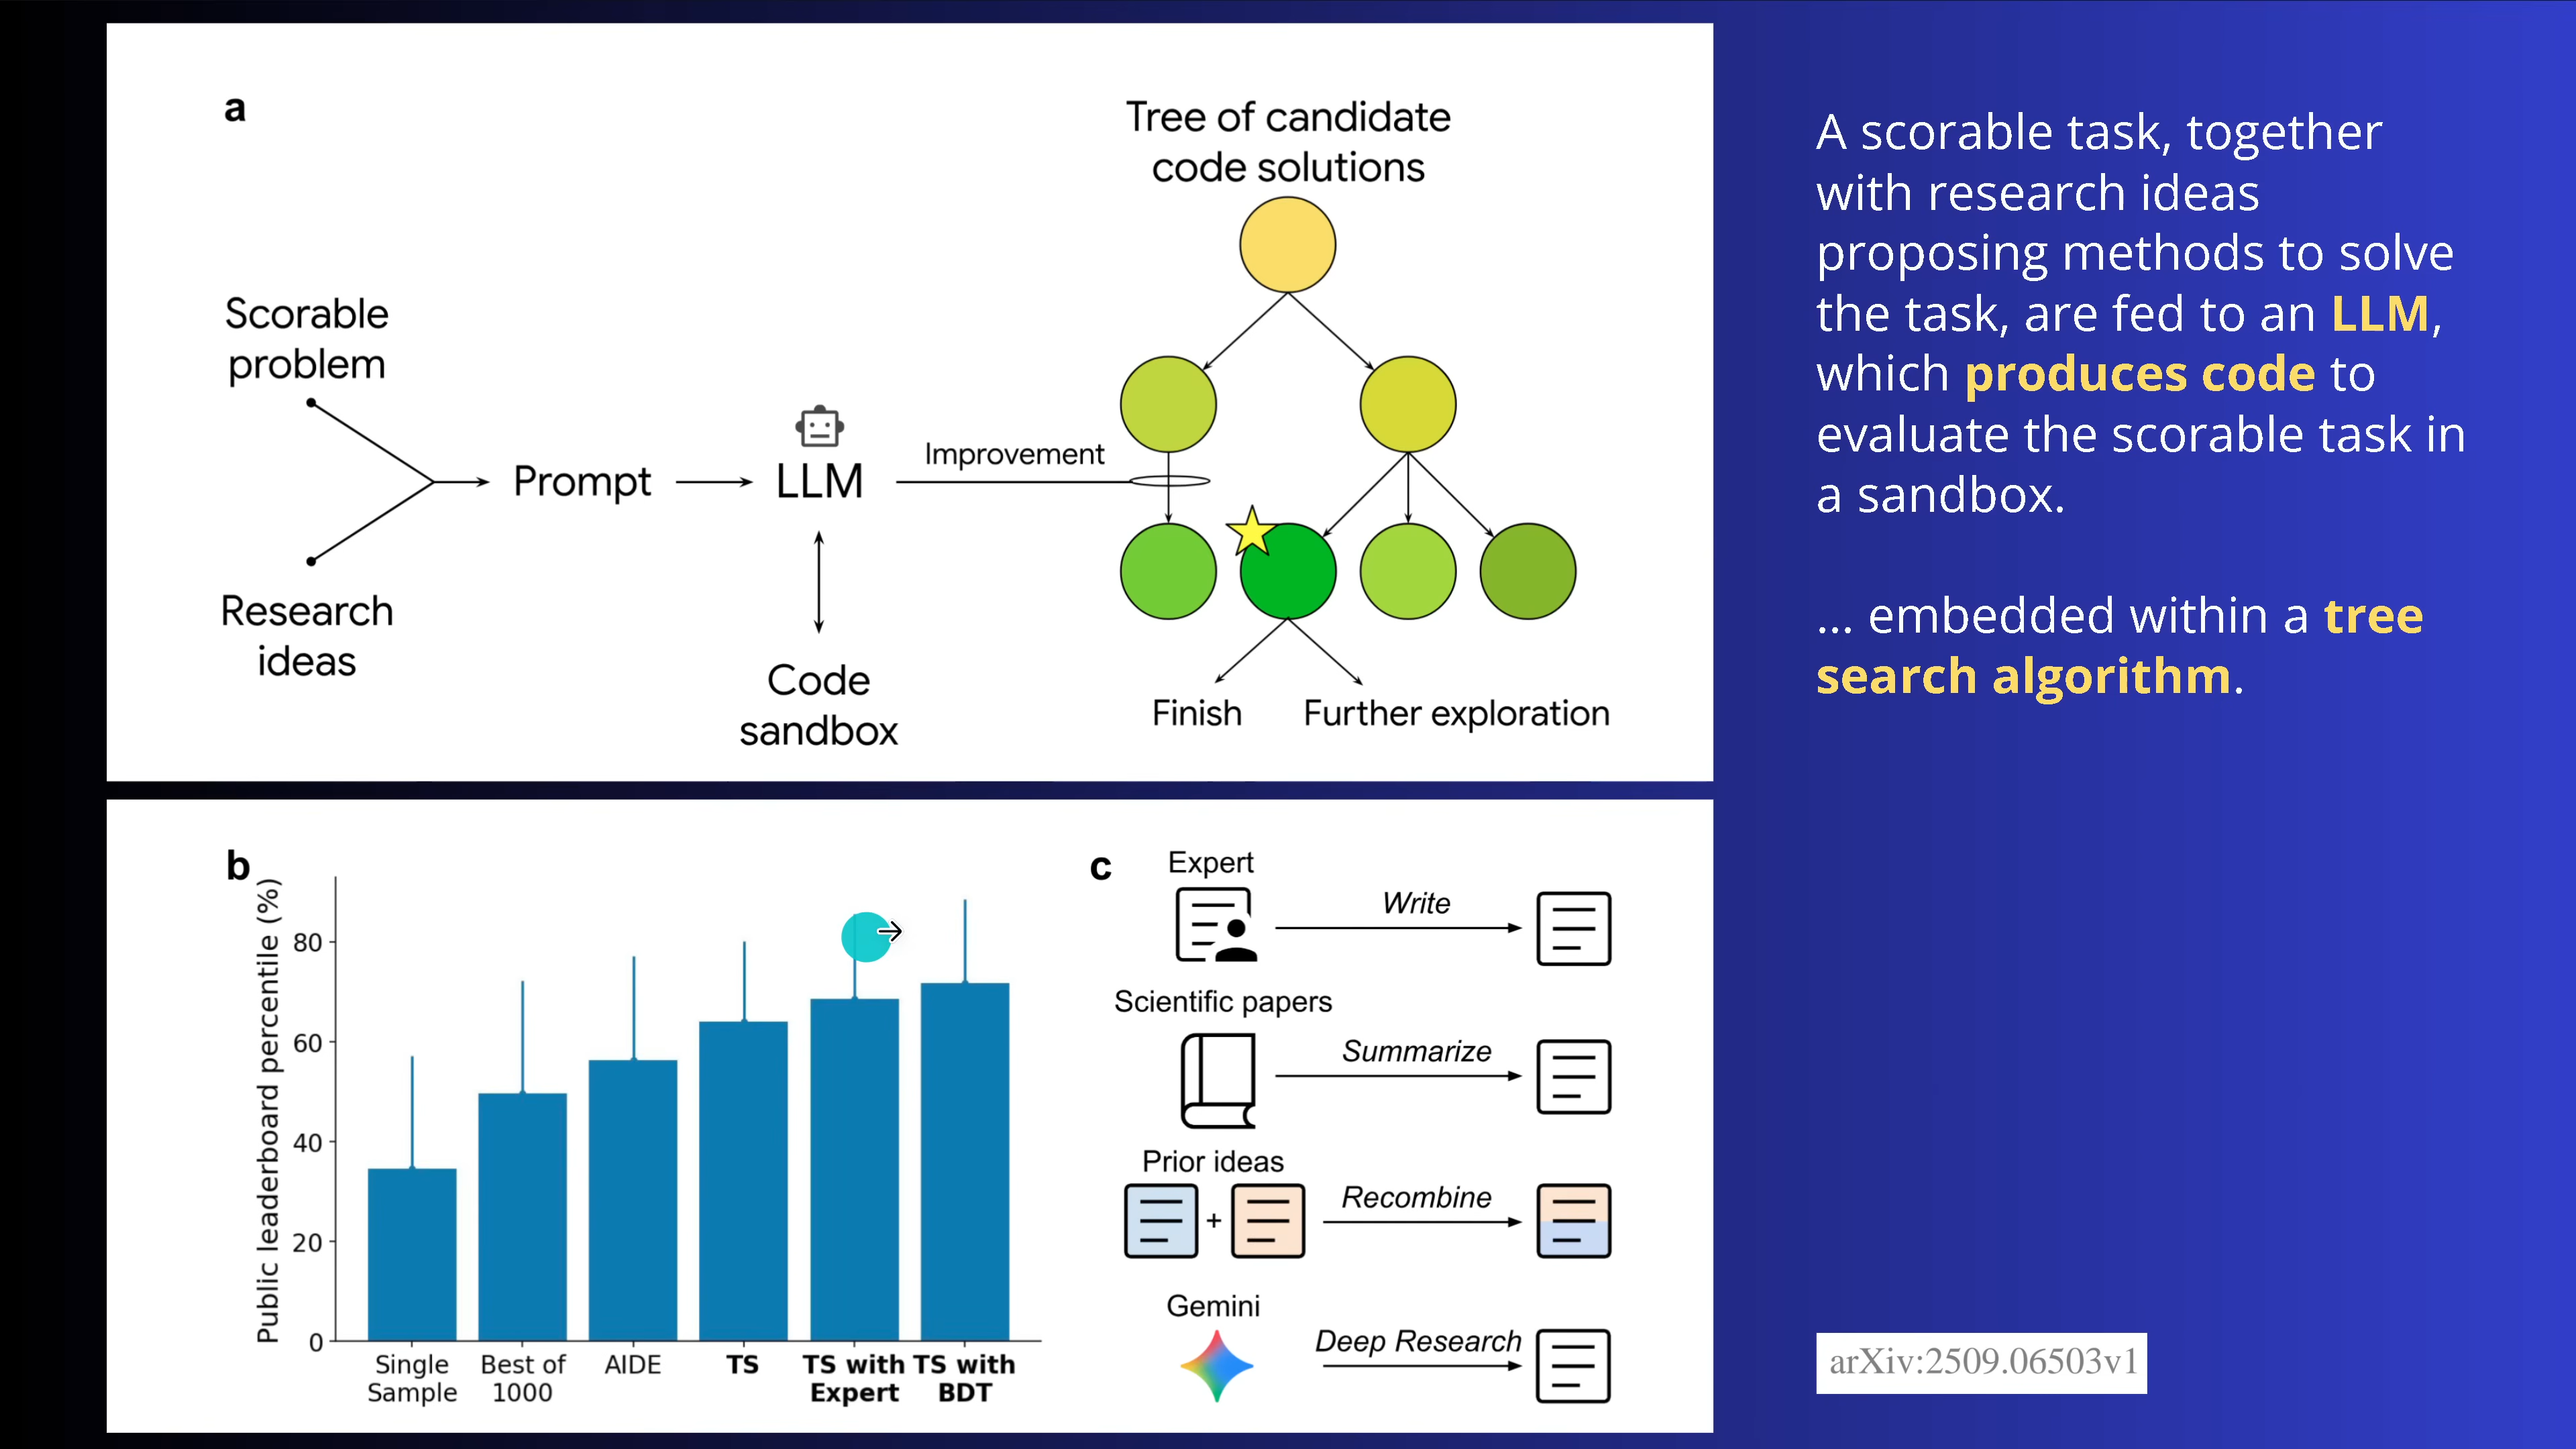 a
Scorable
problem
Research
ideas
Prompt
LLM
Code
sandbox
Improvement
Tree of candidate
code solutions
Finish
Further exploration
b
Public leaderboard percentile (%)
80
60
40
20
0
Single
Sample
Best of
1000
AIDE
TS
TS with
Expert
TS with
BDT
c
Expert
Write
Scientific papers
Summarize
Prior ideas
+
Recombine
Gemini
Deep Research
A scorable task, together
with research ideas
proposing methods to solve
the task, are fed to an LLM,
which produces code to
evaluate the scorable task in
a sandbox.
... embedded within a tree
search algorithm.
arXiv:2509.06503v1